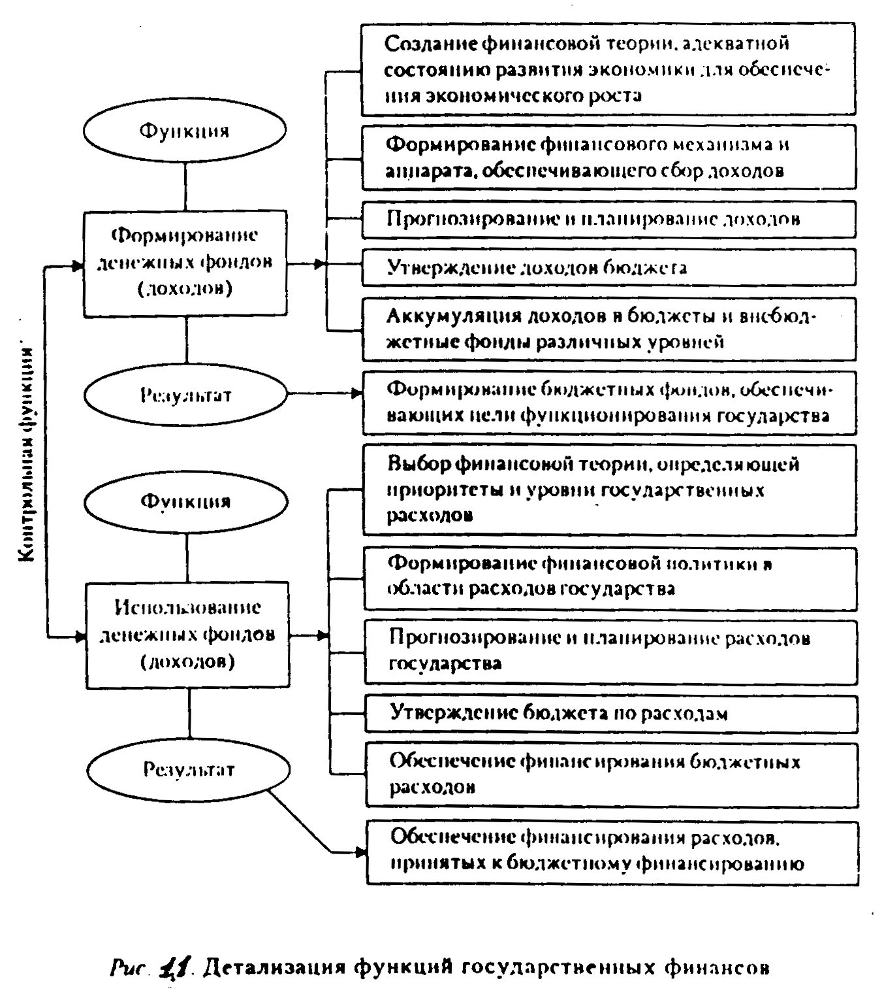 Функция
Формирование
денежных фондов
(доходов)
Результат
Создание финансовой теории, адекватной
состоянию развития экономики для обеспече-
ния экономического роста
Формирование финансового механизма и
аппарата, обеспечивающего сбор доходов
Прогнозирование и планирование доходов
Утверждение доходов бюджета
Аккумуляция доходов в бюджеты и внебюд-
жетные фонды различных уровней
Формирование бюджетных фондов, обеспечи-
вающих цели функционирования государства
Контрольная функция
Функция
Использование
денежных фондов
(доходов)
Результат
Выбор финансовой теории, определяющей
приоритеты и уровни государственных
расходов
Формирование финансовой политики в
области расходов государства
Прогнозирование и планирование расходов
государства
Утверждение бюджета по расходам
Обеспечение финансирования бюджетных
расходов
Обеспечение финансирования расходов,
принятых к бюджетному финансированию
Рис. 1.1. Детализация функций государственных финансов